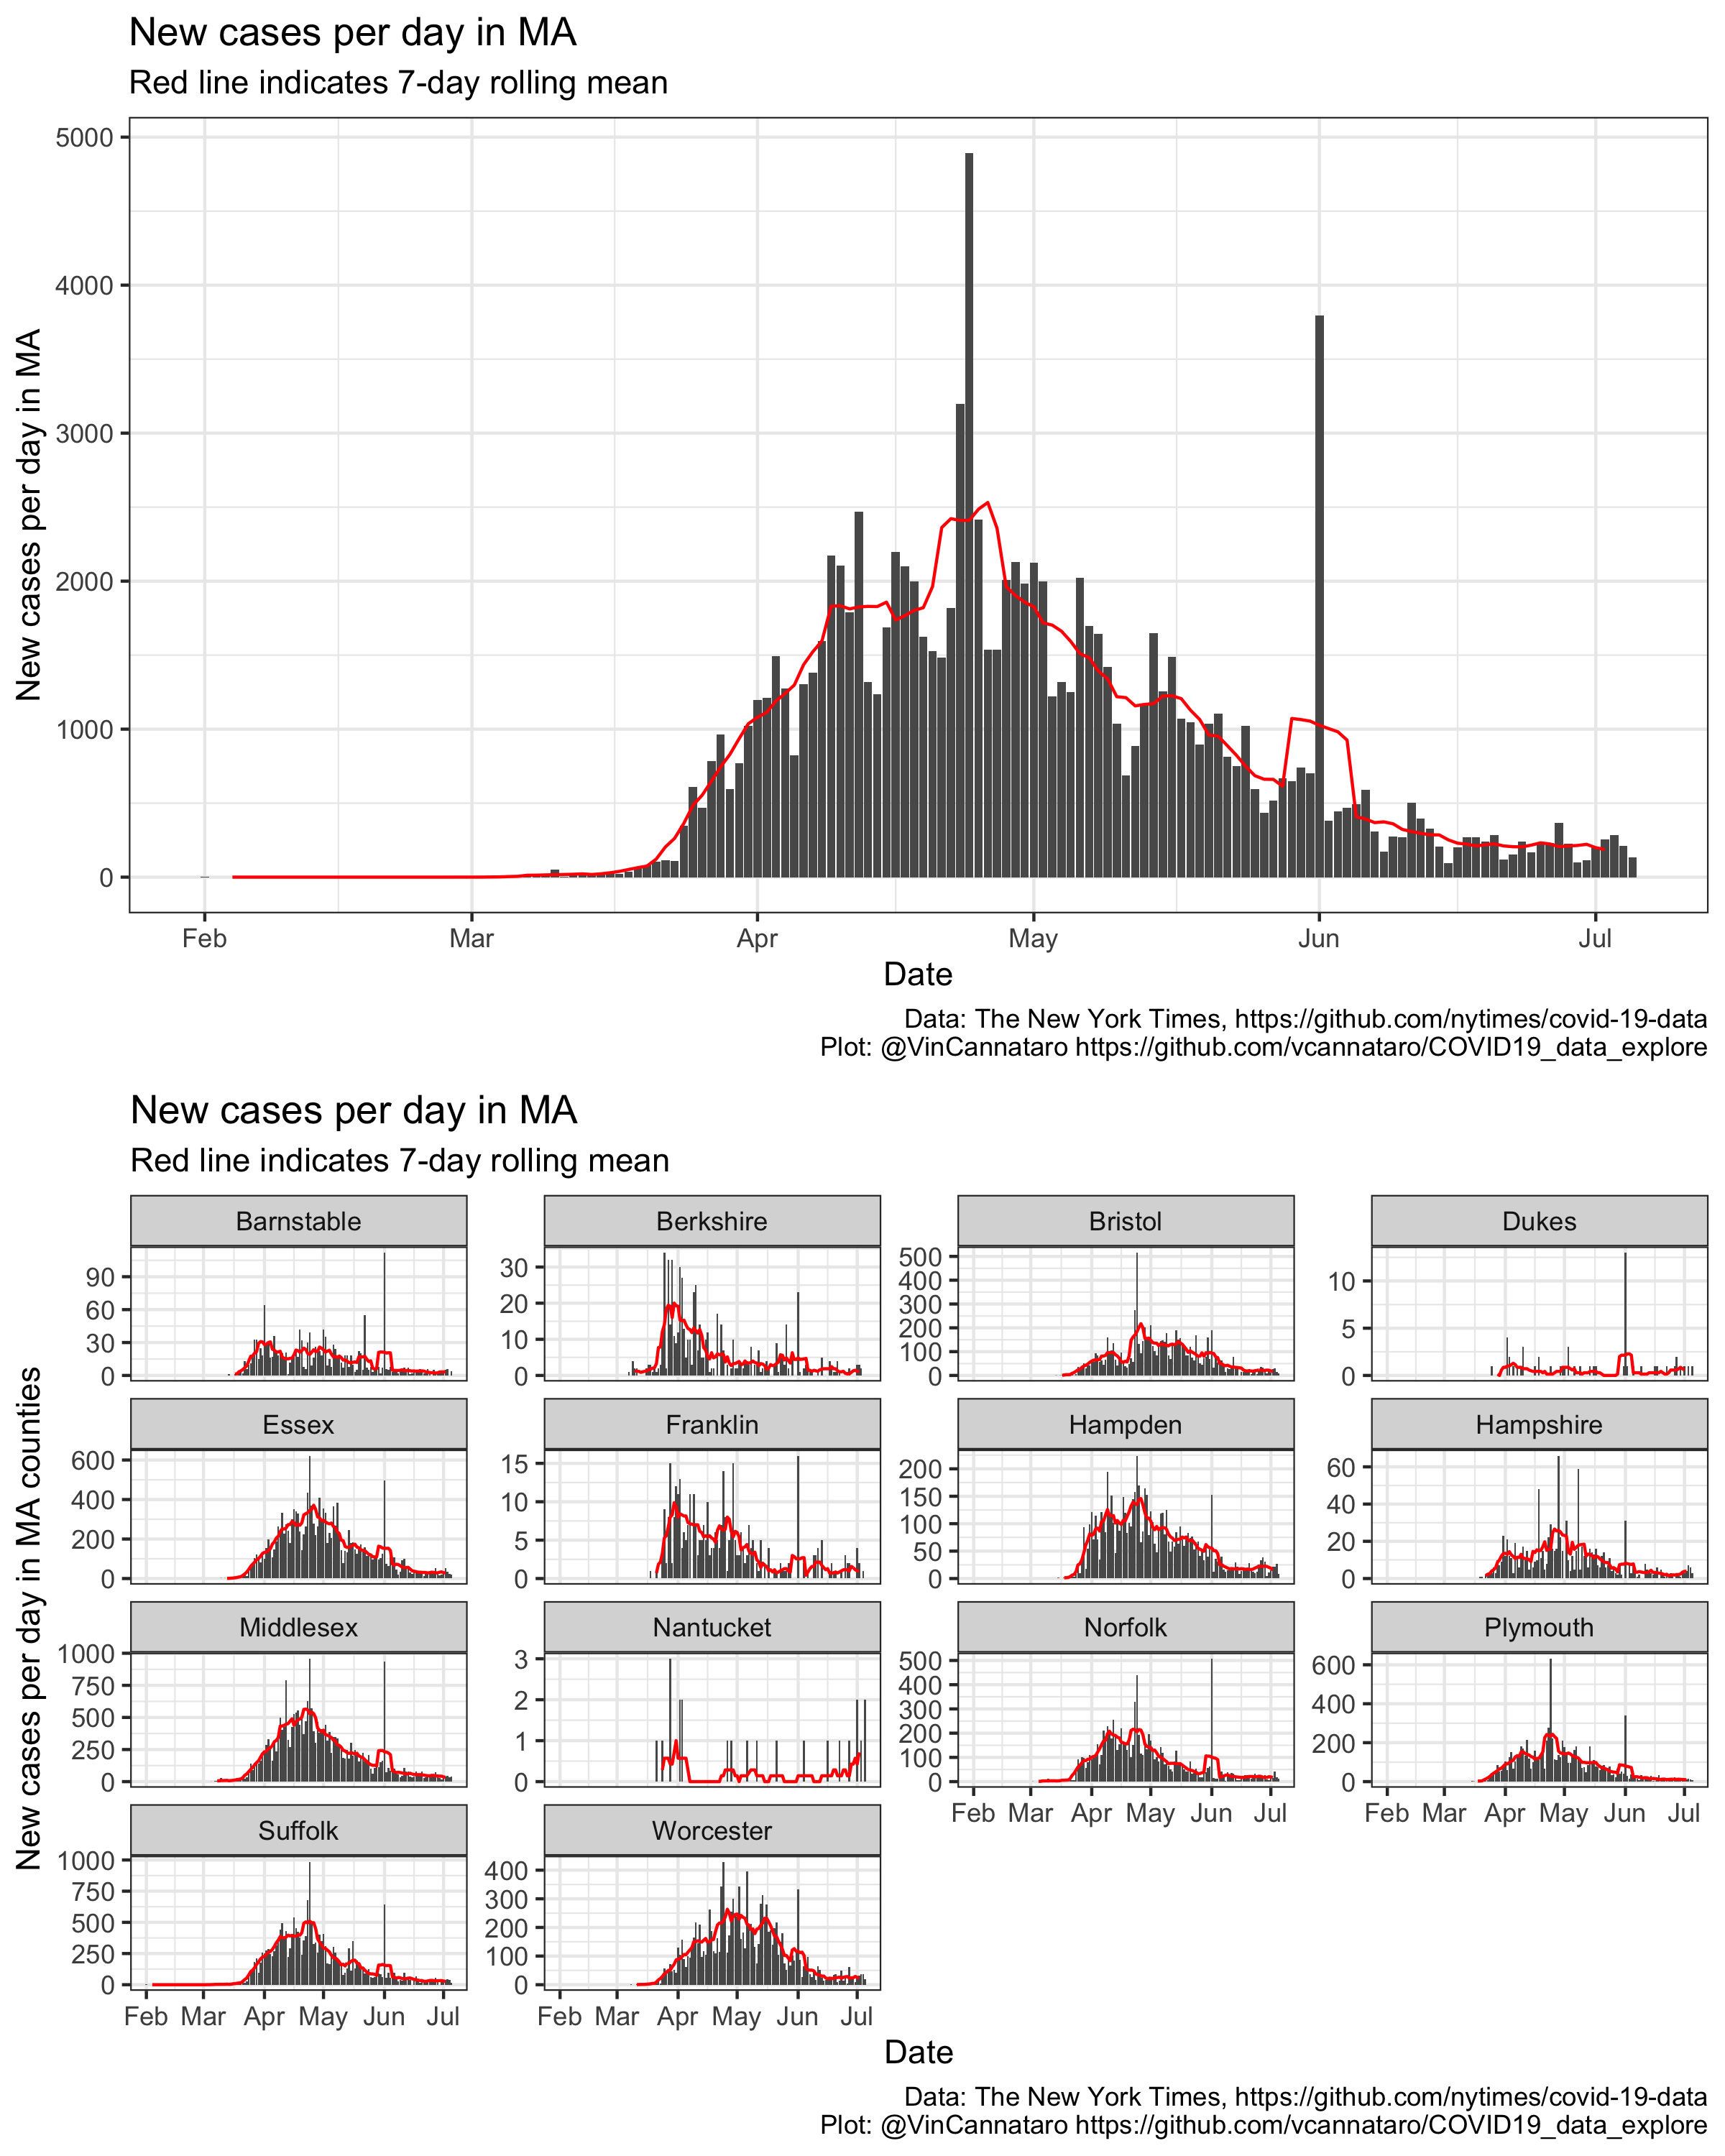 New cases per day in MA
Red line indicates 7-day rolling mean
New cases per day in MA
5000
4000
3000
2000
1000
0
Feb Mar Apr May Jun Jul
Date
Data: The New York Times, https://github.com/nytimes/covid-19-data
Plot: @VinCannataro https://github.com/vcannataro/COVID19_data_explore
New cases per day in MA
Red line indicates 7-day rolling mean
New cases per day in MA counties
Barnstable
90
60
30
0
Berkshire
30
20
10
0
Bristol
500
400
300
200
100
0
Dukes
10
5
0
Essex
600
400
200
0
Franklin
15
10
5
0
Hampden
200
150
100
50
0
Hampshire
60
40
20
0
Middlesex
1000
750
500
250
0
Nantucket
3
2
1
0
Norfolk
500
400
300
200
100
0
Feb Mar Apr May Jun Jul
Plymouth
600
400
200
0
Feb Mar Apr May Jun Jul
Suffolk
1000
750
500
250
0
Feb Mar Apr May Jun Jul
Worcester
400
300
200
100
0
Feb Mar Apr May Jun Jul
Date
Data: The New York Times, https://github.com/nytimes/covid-19-data
Plot: @VinCannataro https://github.com/vcannataro/COVID19_data_explore